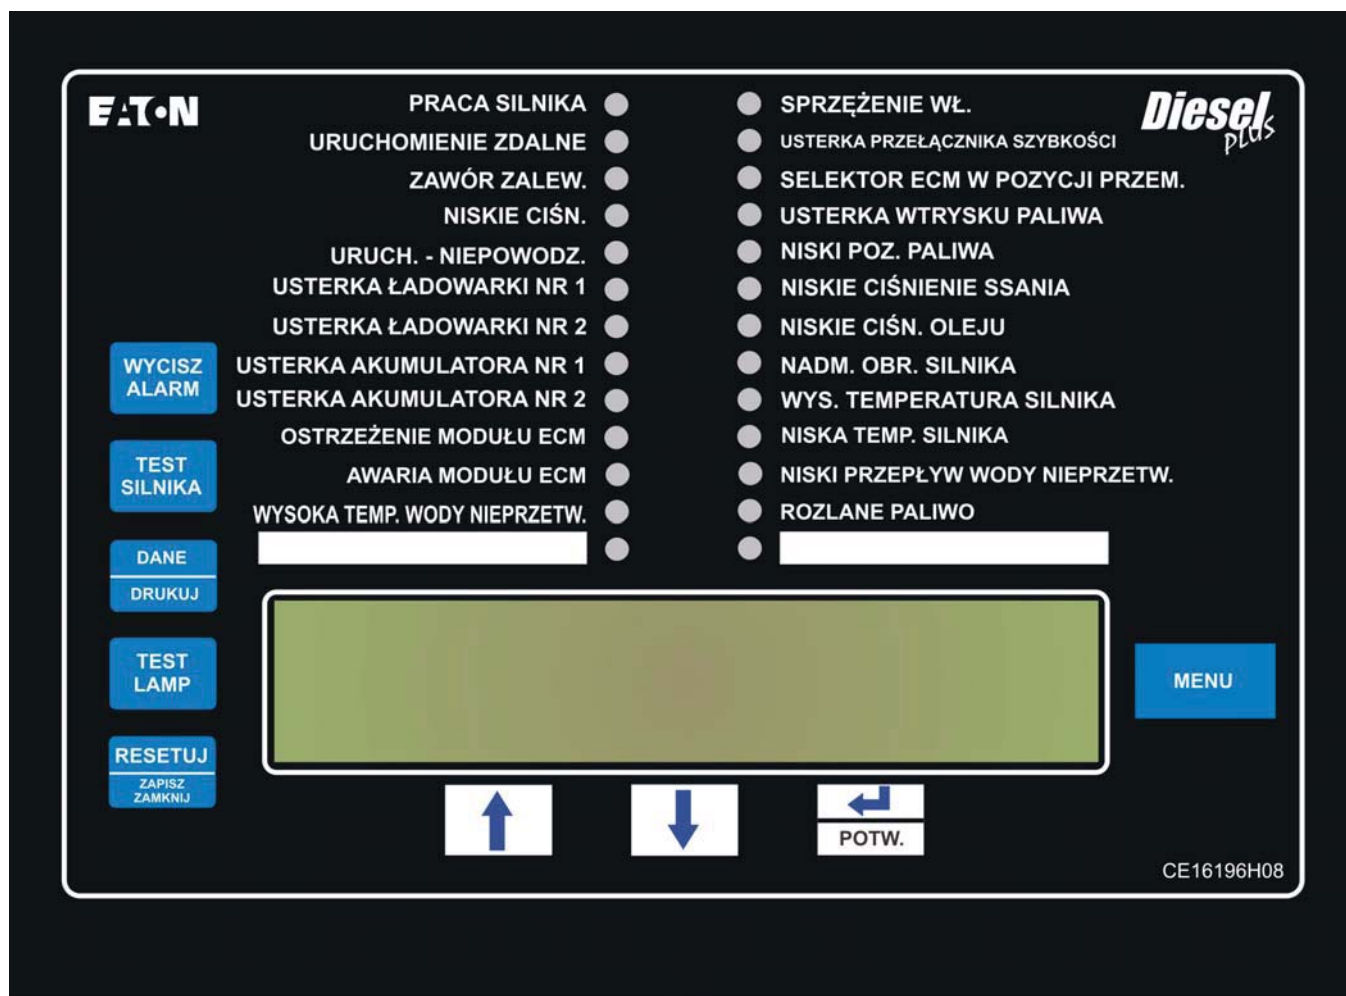 EATON
Diesel
plus
PRACA SILNIKA
URUCHOMIENIE ZDALNE
ZAWÓR ZALEW.
NISKIE CIŚN.
URUCH. - NIEPOWODZ.
USTERKA ŁADOWARKI NR 1
USTERKA ŁADOWARKI NR 2
USTERKA AKUMULATORA NR 1
USTERKA AKUMULATORA NR 2
OSTRZEŻENIE MODUŁU ECM
AWARIA MODUŁU ECM
WYSOKA TEMP. WODY NIEPRZETW.
SPRZĘŻENIE WŁ.
USTERKA PRZEŁĄCZNIKA SZYBKOŚCI
SELEKTOR ECM W POZYCJI PRZEM.
USTERKA WTRYSKU PALIWA
NISKI POZ. PALIWA
NISKIE CIŚNIENIE SSANIA
NISKIE CIŚN. OLEJU
NADM. OBR. SILNIKA
WYS. TEMPERATURA SILNIKA
NISKA TEMP. SILNIKA
NISKI PRZEPŁYW WODY NIEPRZETW.
ROZLANE PALIWO
WYCISZ
ALARM
TEST
SILNIKA
DANE
DRUKUJ
TEST
LAMP
RESETUJ
ZAPISZ
ZAMKNIJ
MENU
POTW.
CE16196H08